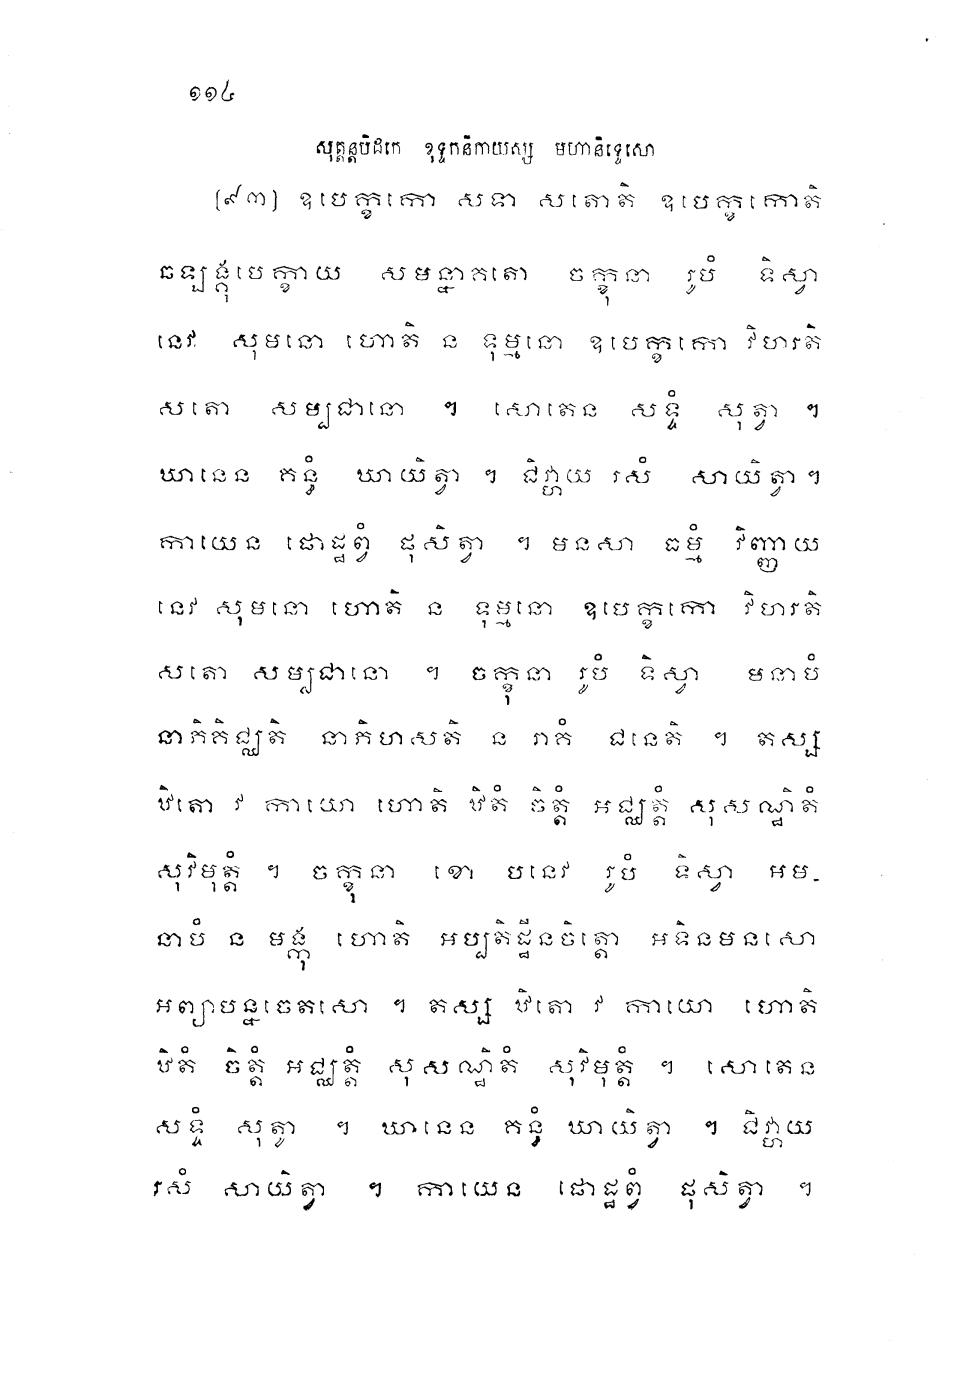 ១១៤
សុត្តន្តបិដកេ ខុទ្ទកនិកាយស្ស មហានិទ្ទេសោ
(៩៣) ឧបេក្ខកោ សទា សតោតិ ឧបេក្ខកោតិ
ឆឡង្គុបេក្ខាយ សមន្នាគតោ ចក្ខុនា រូបំ ទិស្វា
នេវ សុមនោ ហោតិ ន ទុម្មនោ ឧបេក្ខកោ វិហរតិ
សតោ សម្បជានោ ។ សោតេន សទ្ទំ សុត្វា ។
ឃានេន គន្ធំ ឃាយិត្វា ។ ជិវ្ហាយ រសំ សាយិត្វា ។
កាយេន ផោដ្ឋព្វំ ផុសិត្វា ។ មនសា ធម្មំ វិញ្ញាយ
នេវ សុមនោ ហោតិ ន ទុម្មនោ ឧបេក្ខកោ វិហរតិ
សតោ សម្បជានោ ។ ចក្ខុនា រូបំ ទិស្វា មនាបំ
នាភិគិជ្ឈតិ នាភិហសតិ ន រាគំ ជនេតិ ។ តស្ស
ឋិតោ វ កាយោ ហោតិ ឋិតំ ចិត្តំ អជ្ឈត្តំ សុសណ្ឋិតំ
សុវិមុត្តំ ។ ចក្ខុនា ខោ បនេវ រូបំ ទិស្វា អម-
នាបំ ន មង្កុ ហោតិ អប្បតិដ្ឋីនចិត្តោ អទិនមនសោ
អព្យាបន្នចេតសោ ។ តស្ស ឋិតោ វ កាយោ ហោតិ
ឋិតំ ចិត្តំ អជ្ឈត្តំ សុសណ្ឋិតំ សុវិមុត្តំ ។ សោតេន
សទ្ទំ សុត្វា ។ ឃានេន គន្ធំ ឃាយិត្វា ។ ជិវ្ហាយ
រសំ សាយិត្វា ។ កាយេន ផោដ្ឋព្វំ ផុសិត្វា ។